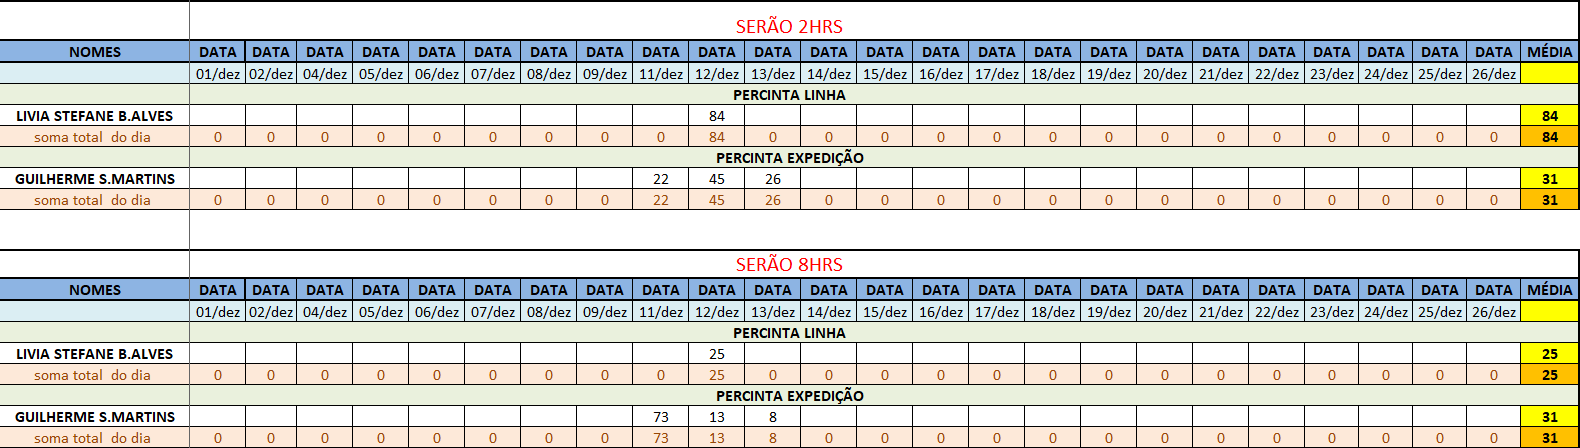 SERÃO 2HRS
NOMES DATA DATA DATA DATA DATA DATA DATA DATA DATA DATA DATA DATA DATA DATA DATA DATA DATA DATA DATA DATA DATA DATA DATA DATA MÉDIA
01/dez 02/dez 04/dez 05/dez 06/dez 07/dez 08/dez 09/dez 11/dez 12/dez 13/dez 14/dez 15/dez 16/dez 17/dez 18/dez 19/dez 20/dez 21/dez 22/dez 23/dez 24/dez 25/dez 26/dez
PERCINTA LINHA
LIVIA STEFANE B.ALVES 84 84
soma total do dia 0 0 0 0 0 0 0 0 0 84 0 0 0 0 0 0 0 0 0 0 0 0 0 0 84
PERCINTA EXPEDIÇÃO
GUILHERME S.MARTINS 22 45 26 31
soma total do dia 0 0 0 0 0 0 0 0 22 45 26 0 0 0 0 0 0 0 0 0 0 0 0 0 31
SERÃO 8HRS
NOMES DATA DATA DATA DATA DATA DATA DATA DATA DATA DATA DATA DATA DATA DATA DATA DATA DATA DATA DATA DATA DATA DATA DATA DATA MÉDIA
01/dez 02/dez 04/dez 05/dez 06/dez 07/dez 08/dez 09/dez 11/dez 12/dez 13/dez 14/dez 15/dez 16/dez 17/dez 18/dez 19/dez 20/dez 21/dez 22/dez 23/dez 24/dez 25/dez 26/dez
PERCINTA LINHA
LIVIA STEFANE B.ALVES 25 25
soma total do dia 0 0 0 0 0 0 0 0 0 25 0 0 0 0 0 0 0 0 0 0 0 0 0 0 25
PERCINTA EXPEDIÇÃO
GUILHERME S.MARTINS 73 13 8 31
soma total do dia 0 0 0 0 0 0 0 0 73 13 8 0 0 0 0 0 0 0 0 0 0 0 0 0 31